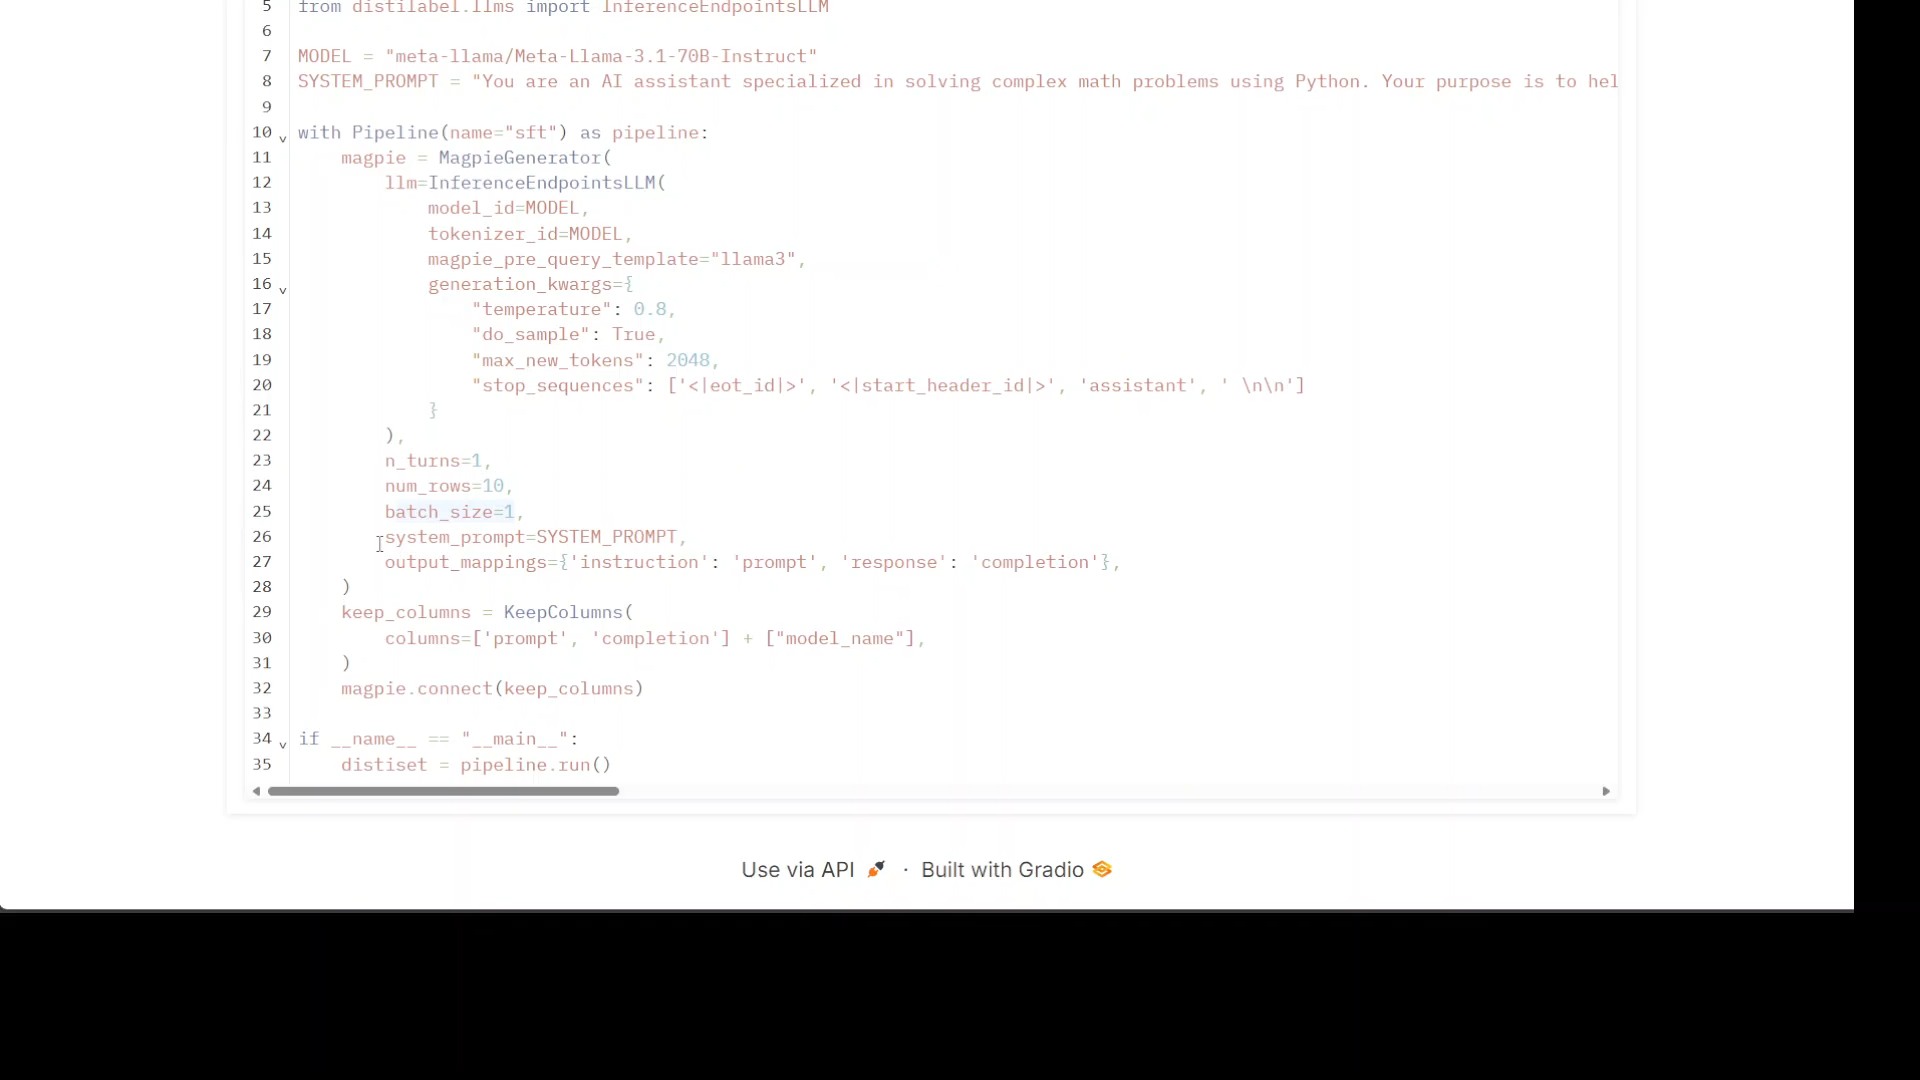 5 from distilabel.llms import InferenceEndpointsLLM
6
7 MODEL = "meta-llama/Meta-Llama-3.1-70B-Instruct"
8 SYSTEM_PROMPT = "You are an AI assistant specialized in solving complex math problems using Python. Your purpose is to hel
9
10 with Pipeline(name="sft") as pipeline:
11     magpie = MagpieGenerator(
12         llm=InferenceEndpointsLLM(
13             model_id=MODEL,
14             tokenizer_id=MODEL,
15             magpie_pre_query_template="llama3",
16             generation_kwargs={
17                 "temperature": 0.8,
18                 "do_sample": True,
19                 "max_new_tokens": 2048,
20                 "stop_sequences": ['<|eot_id|>', '<|start_header_id|>', 'assistant', ' \n\n']
21             }
22         ),
23         n_turns=1,
24         num_rows=10,
25         batch_size=1,
26         system_prompt=SYSTEM_PROMPT,
27         output_mappings={'instruction': 'prompt', 'response': 'completion'},
28     )
29     keep_columns = KeepColumns(
30         columns=['prompt', 'completion'] + ["model_name"],
31     )
32     magpie.connect(keep_columns)
33
34 if __name__ == "__main__":
35     distiset = pipeline.run()
Use via API · Built with Gradio